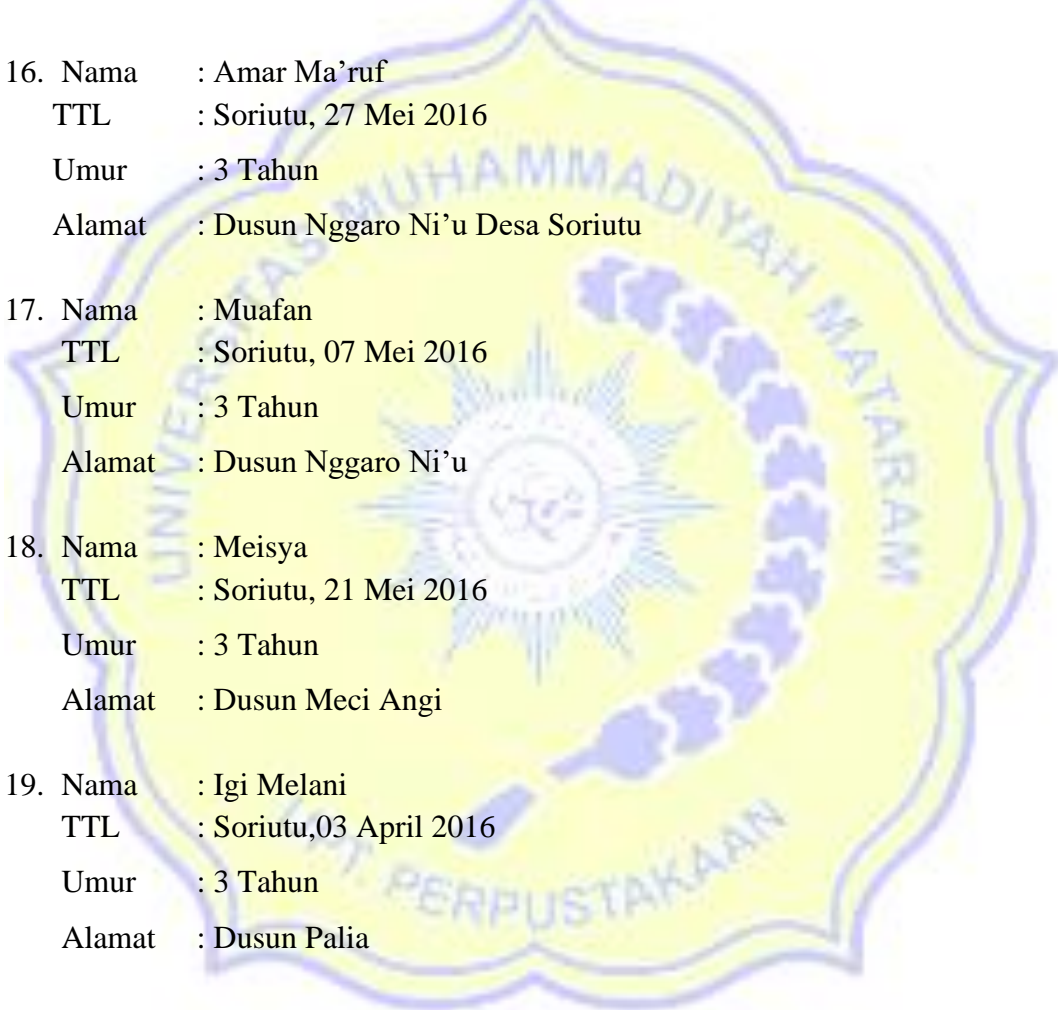 16. Nama : Amar Ma’ruf
TTL : Soriutu, 27 Mei 2016
Umur : 3 Tahun
Alamat : Dusun Nggaro Ni’u Desa Soriutu
17. Nama : Muafan
TTL : Soriutu, 07 Mei 2016
Umur : 3 Tahun
Alamat : Dusun Nggaro Ni’u
18. Nama : Meisya
TTL : Soriutu, 21 Mei 2016
Umur : 3 Tahun
Alamat : Dusun Meci Angi
19. Nama : Igi Melani
TTL : Soriutu,03 April 2016
Umur : 3 Tahun
Alamat : Dusun Palia
UNIVERSITAS MUHAMMADIYAH MATARAM
UPT. PERPUSTAKAAN